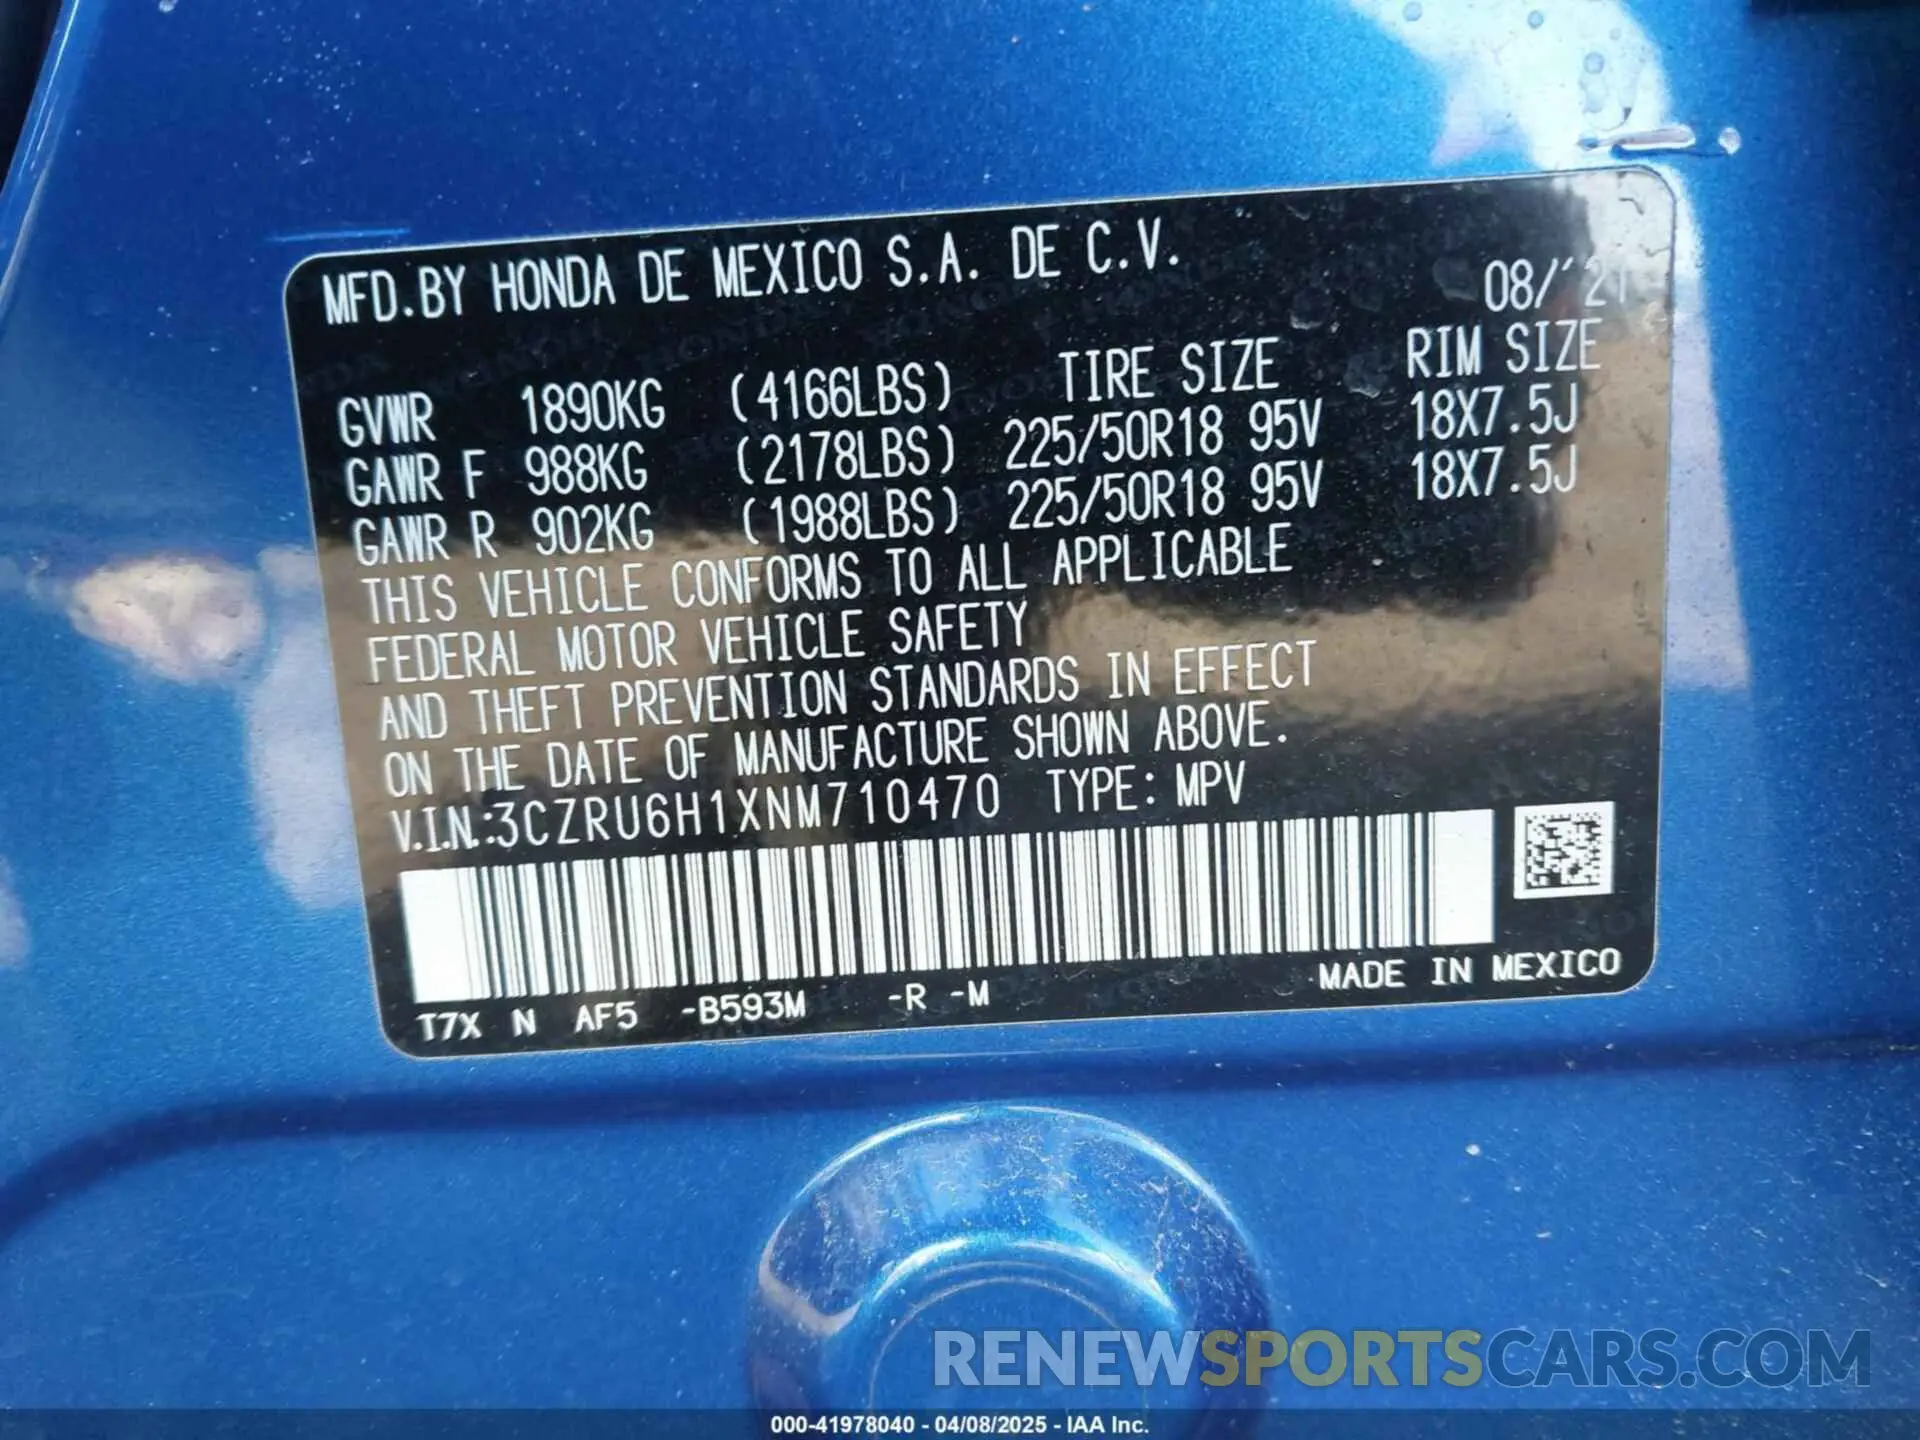 MFD.BY HONDA DE MEXICO S.A. DE C.V.
08/'21
GVWR 1890KG (4166LBS) TIRE SIZE RIM SIZE
GAWR F 988KG (2178LBS) 225/50R18 95V 18X7.5J
GAWR R 902KG (1988LBS) 225/50R18 95V 18X7.5J
THIS VEHICLE CONFORMS TO ALL APPLICABLE
FEDERAL MOTOR VEHICLE SAFETY
AND THEFT PREVENTION STANDARDS IN EFFECT
ON THE DATE OF MANUFACTURE SHOWN ABOVE.
V.I.N.:3CZRU6H1XNM710470 TYPE: MPV
MADE IN MEXICO
T7X N AF5 -B593M -R -M
RENEWSPORTSCARS.COM
000-41978040 - 04/08/2025 - IAA Inc.